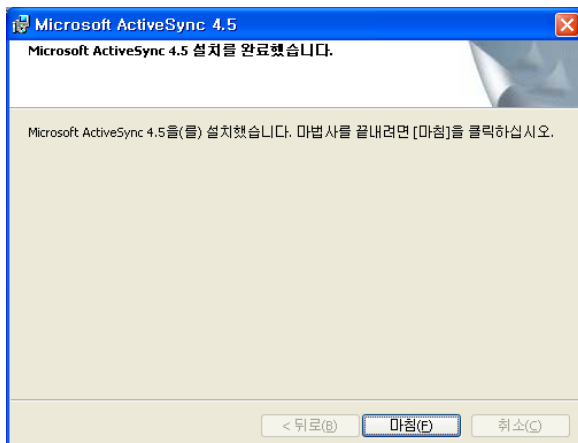 Microsoft ActiveSync 4.5
Microsoft ActiveSync 4.5 설치를 완료했습니다.
Microsoft ActiveSync 4.5을(를) 설치했습니다. 마법사를 끝내려면 [마침]을 클릭하십시오.
< 뒤로(B) 마침(F) 취소(C)